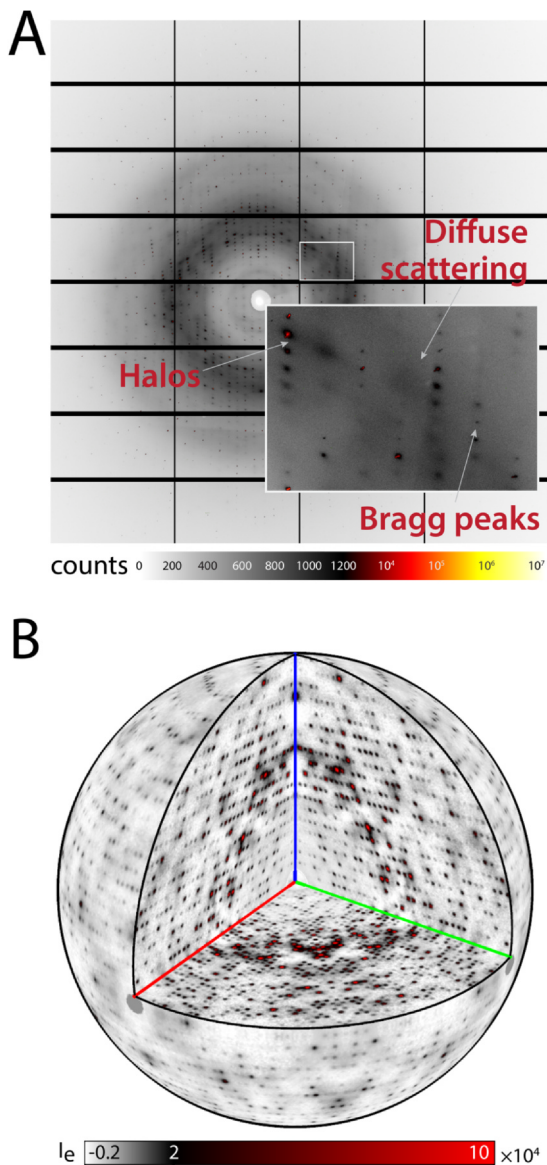 A
Diffuse
scattering
Halos
Bragg peaks
counts 0 200 400 600 800 1000 1200 10⁴ 10⁵ 10⁶ 10⁷
B
Iₑ -0.2 2 10 ×10⁴